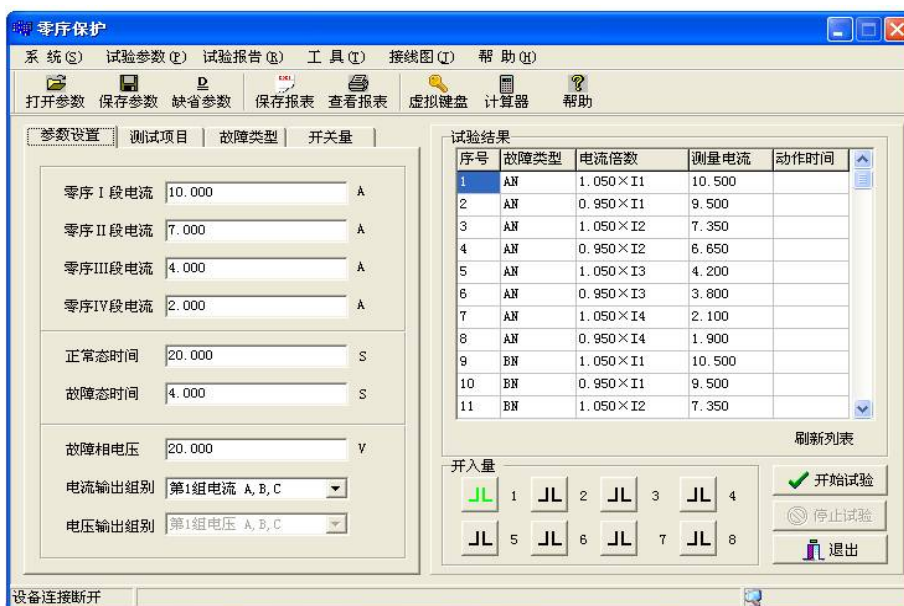 零序保护
系 统(S) 试验参数(P) 试验报告(R) 工 具(T) 接线图(J) 帮 助(H)
打开参数 保存参数 缺省参数 保存报表 查看报表 虚拟键盘 计算器 帮助
参数设置 测试项目 故障类型 开关量
零序 I 段电流 10.000 A
零序II段电流 7.000 A
零序III段电流 4.000 A
零序IV段电流 2.000 A
正常态时间 20.000 S
故障态时间 4.000 S
故障相电压 20.000 V
电流输出组别 第1组电流 A,B,C
电压输出组别 第1组电压 A,B,C
试验结果
序号 故障类型 电流倍数 测量电流 动作时间
1 AN 1.050×I1 10.500
2 AN 0.950×I1 9.500
3 AN 1.050×I2 7.350
4 AN 0.950×I2 6.650
5 AN 1.050×I3 4.200
6 AN 0.950×I3 3.800
7 AN 1.050×I4 2.100
8 AN 0.950×I4 1.900
9 BN 1.050×I1 10.500
10 BN 0.950×I1 9.500
11 BN 1.050×I2 7.350
刷新列表
开入量
1 2 3 4
5 6 7 8
开始试验
停止试验
退出
设备连接断开